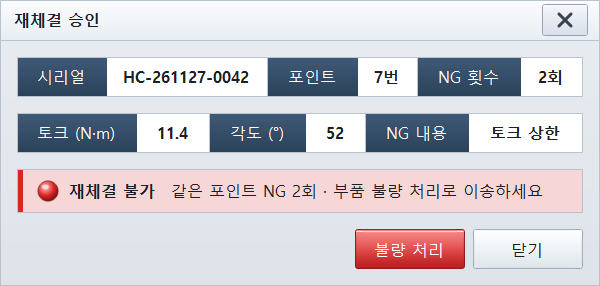 재체결 승인
시리얼 HC-261127-0042 포인트 7번 NG 횟수 2회
토크 (N·m) 11.4 각도 (°) 52 NG 내용 토크 상한
재체결 불가 같은 포인트 NG 2회 · 부품 불량 처리로 이송하세요
불량 처리 닫기